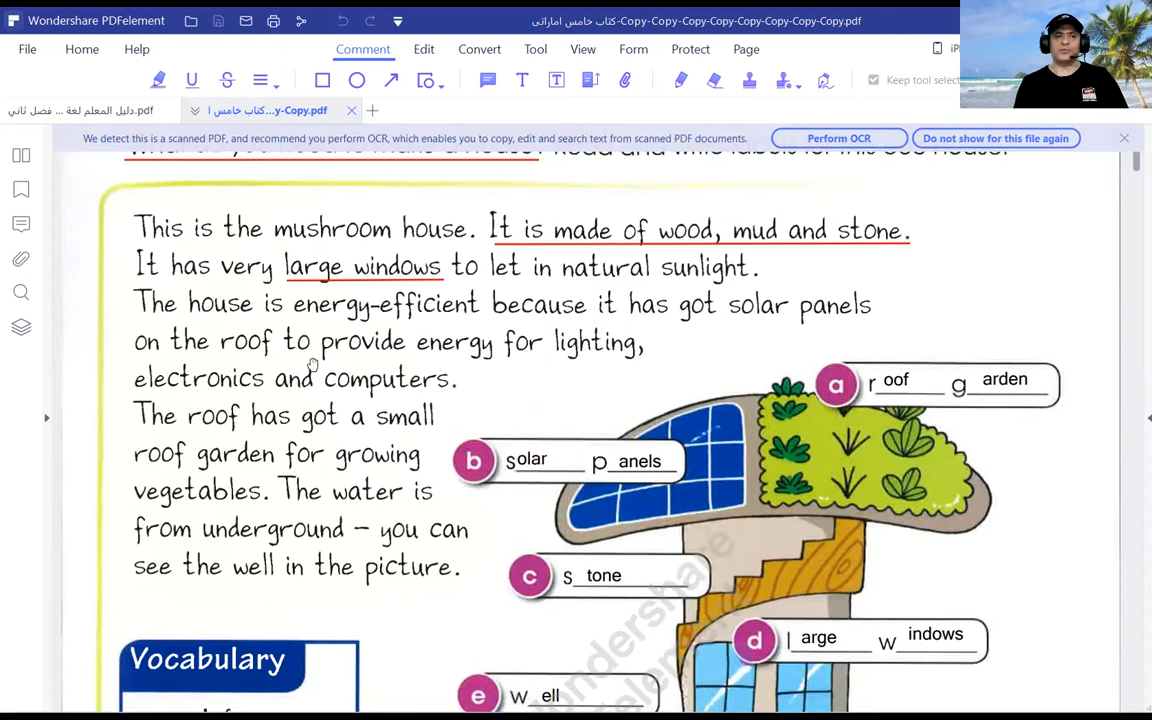 Wondershare PDFelement
كتاب خامس اماراتى-Copy-Copy-Copy-Copy-Copy-Copy-Copy.pdf
File Home Help Comment Edit Convert Tool View Form Protect Page
Keep tool selec
دليل المعلم لغة ... فصل ثاني.pdf
كتاب خامس ا...y-Copy.pdf
We detect this is a scanned PDF, and recommend you perform OCR, which enables you to copy, edit and search text from scanned PDF documents.
Perform OCR
Do not show for this file again
This is the mushroom house. It is made of wood, mud and stone.
It has very large windows to let in natural sunlight.
The house is energy-efficient because it has got solar panels
on the roof to provide energy for lighting,
electronics and computers.
The roof has got a small
roof garden for growing
vegetables. The water is
from underground – you can
see the well in the picture.
a roof garden
b solar panels
c stone
d large windows
e well
Vocabulary